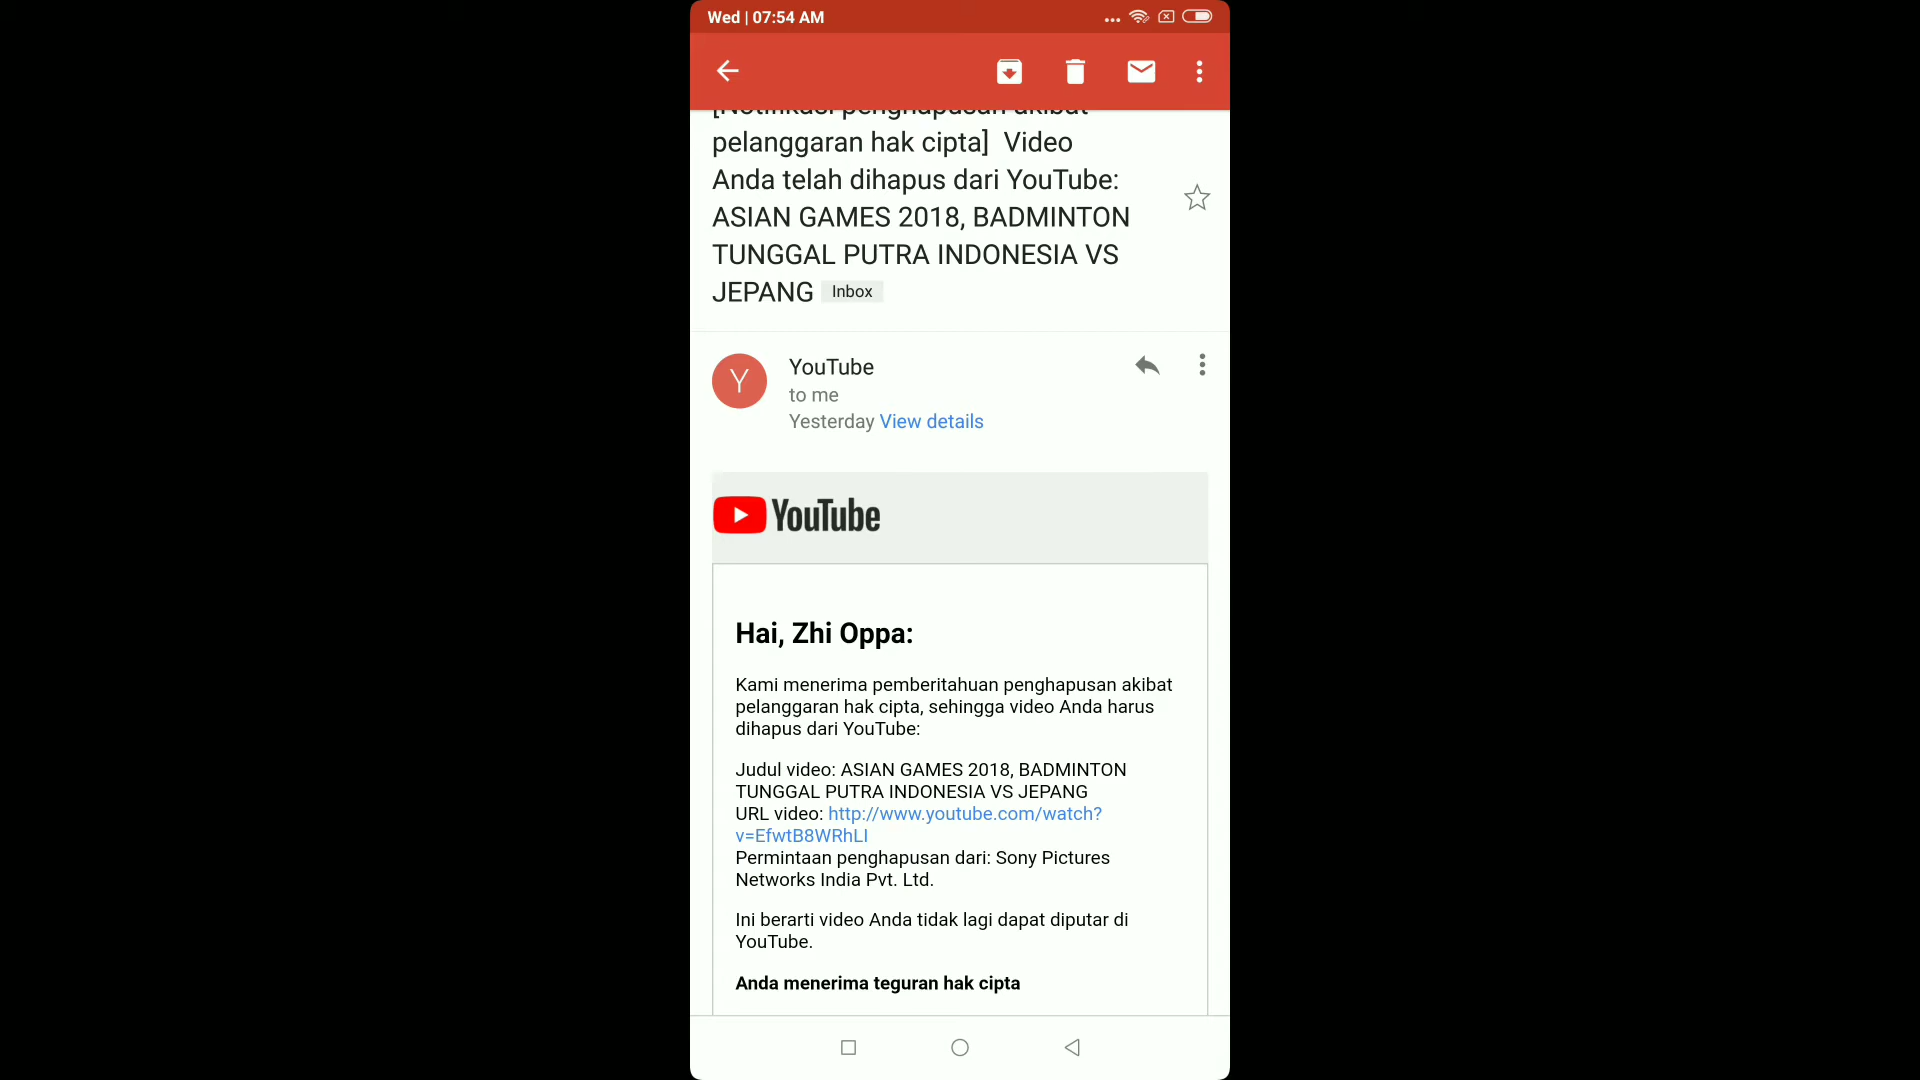 Wed | 07:54 AM
[Notifikasi penghapusan akibat
pelanggaran hak cipta] Video
Anda telah dihapus dari YouTube:
ASIAN GAMES 2018, BADMINTON
TUNGGAL PUTRA INDONESIA VS
JEPANG Inbox
Y
YouTube
to me
Yesterday View details
YouTube
Hai, Zhi Oppa:
Kami menerima pemberitahuan penghapusan akibat
pelanggaran hak cipta, sehingga video Anda harus
dihapus dari YouTube:
Judul video: ASIAN GAMES 2018, BADMINTON
TUNGGAL PUTRA INDONESIA VS JEPANG
URL video: http://www.youtube.com/watch?
v=EfwtB8WRhLI
Permintaan penghapusan dari: Sony Pictures
Networks India Pvt. Ltd.
Ini berarti video Anda tidak lagi dapat diputar di
YouTube.
Anda menerima teguran hak cipta